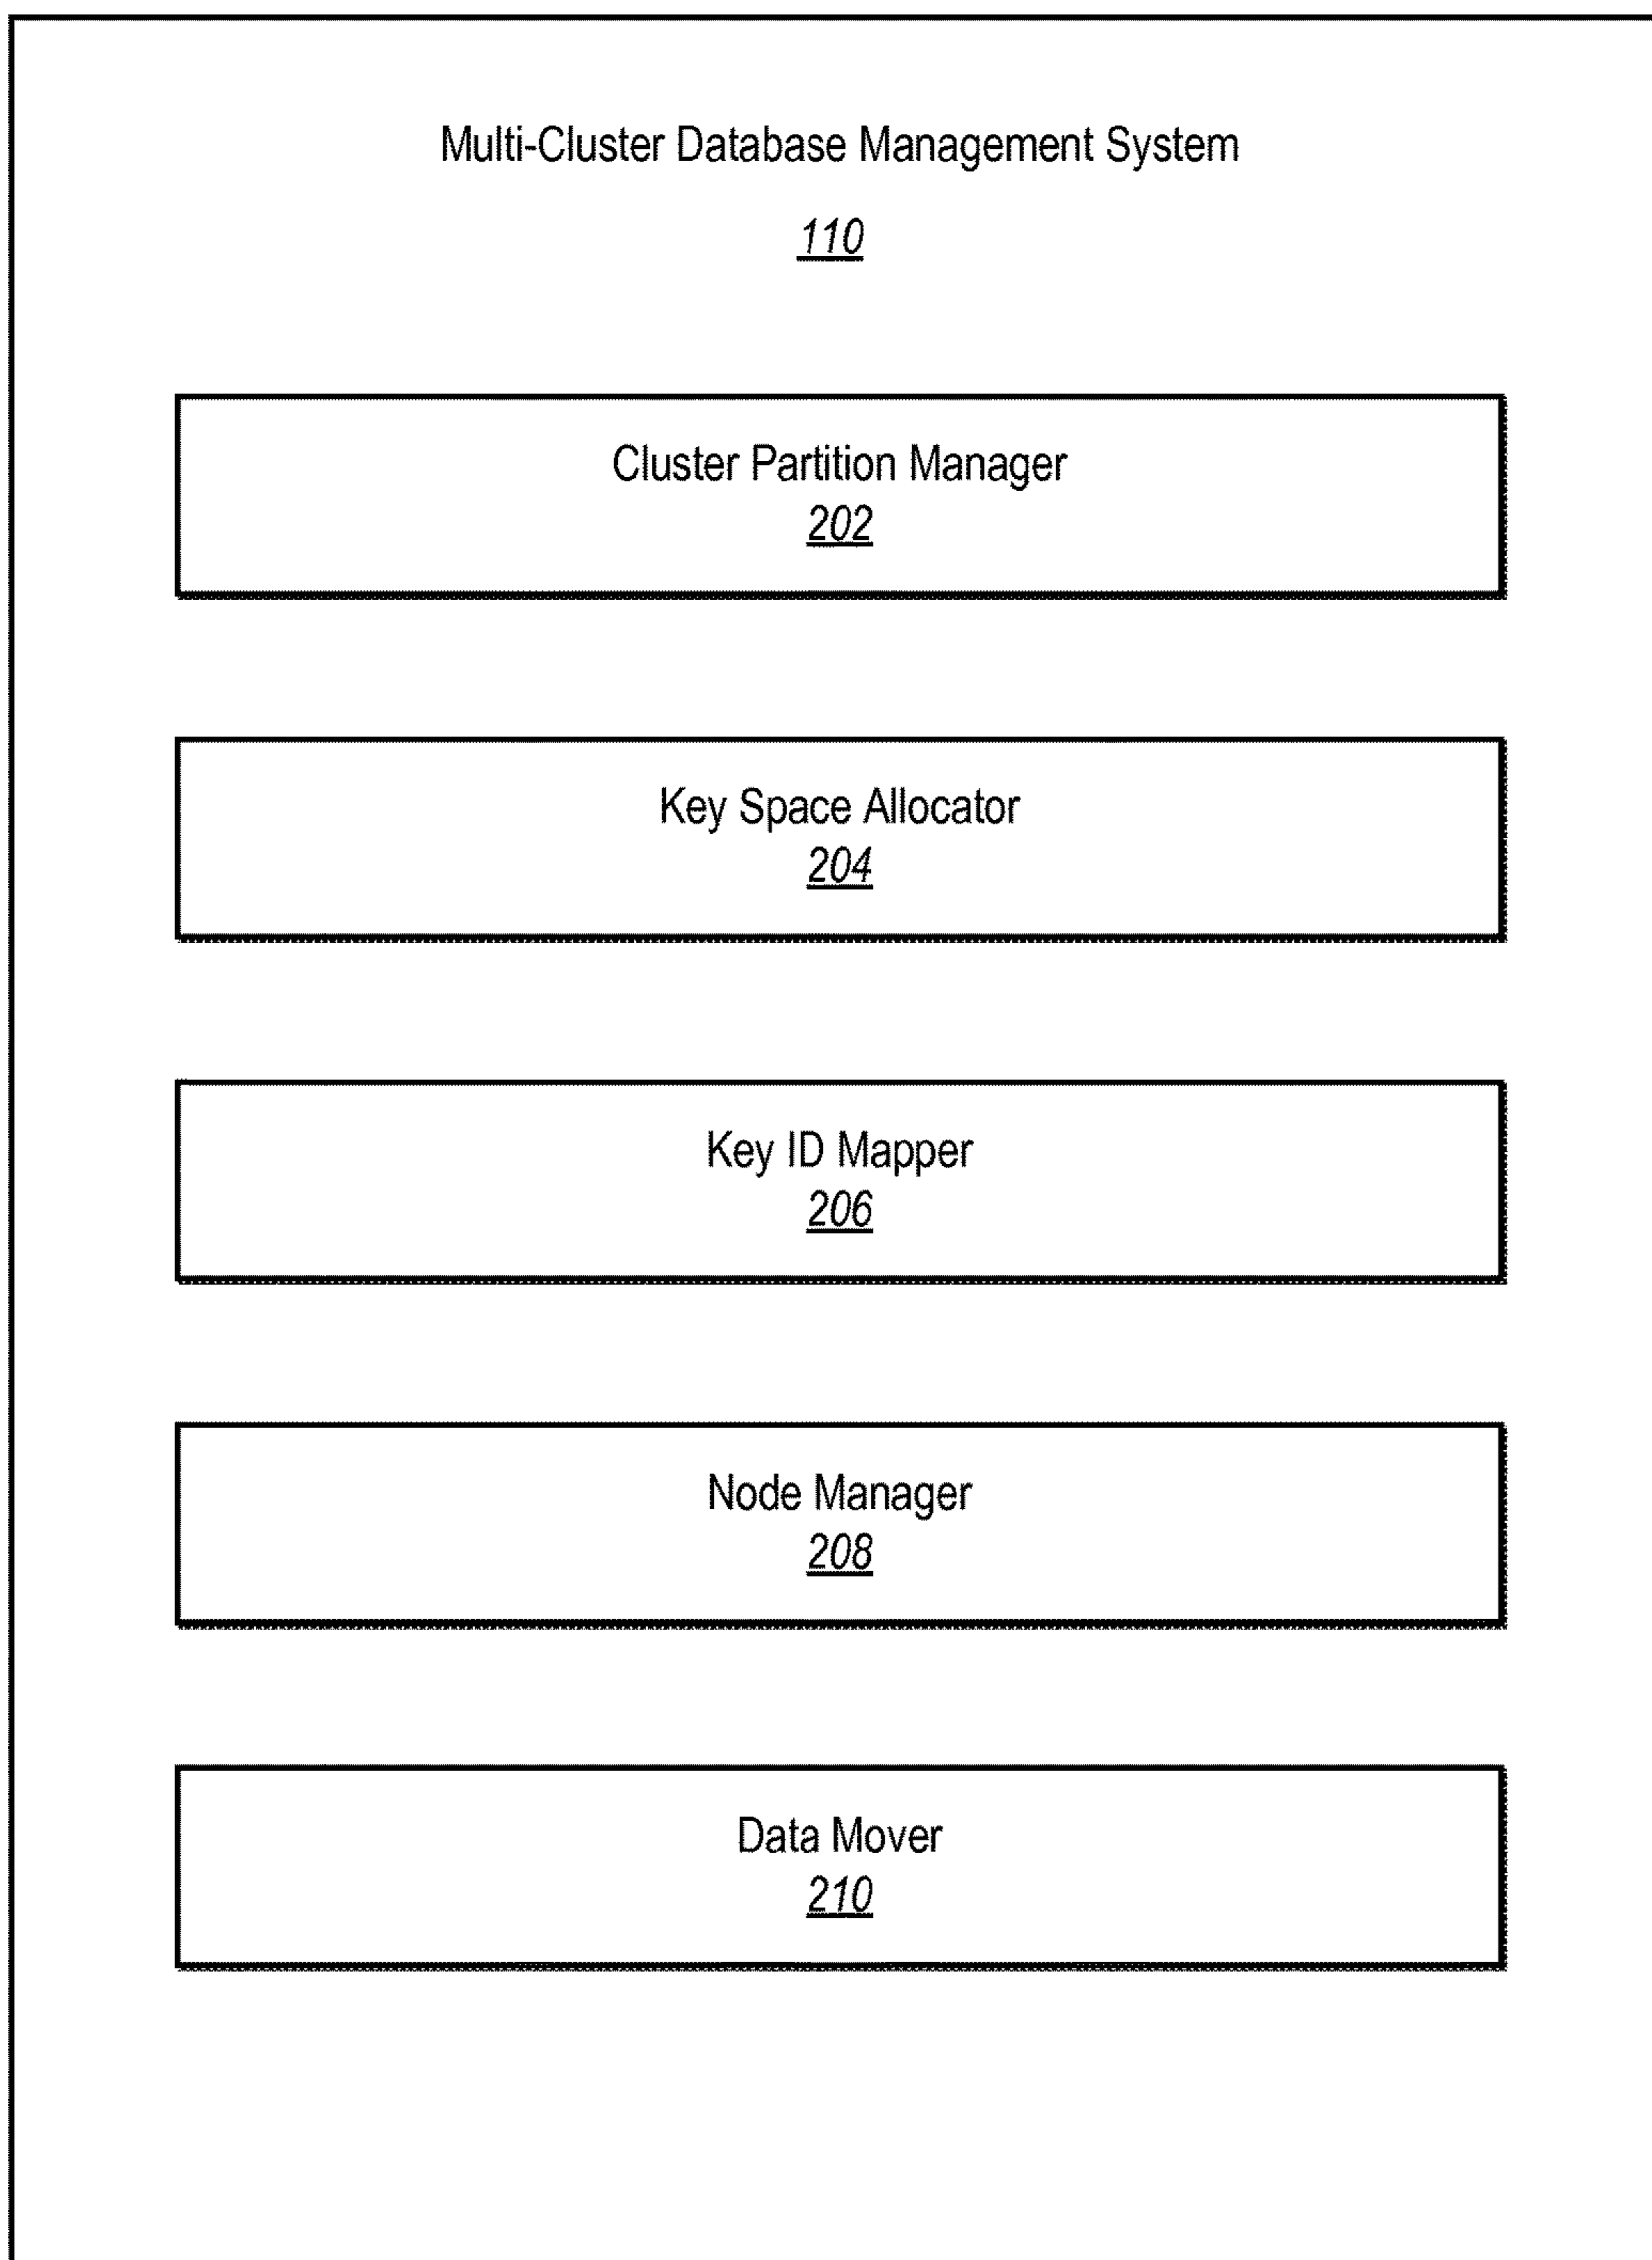 Multi-Cluster Database Management System
110
Cluster Partition Manager
202
Key Space Allocator
204
Key ID Mapper
206
Node Manager
208
Data Mover
210